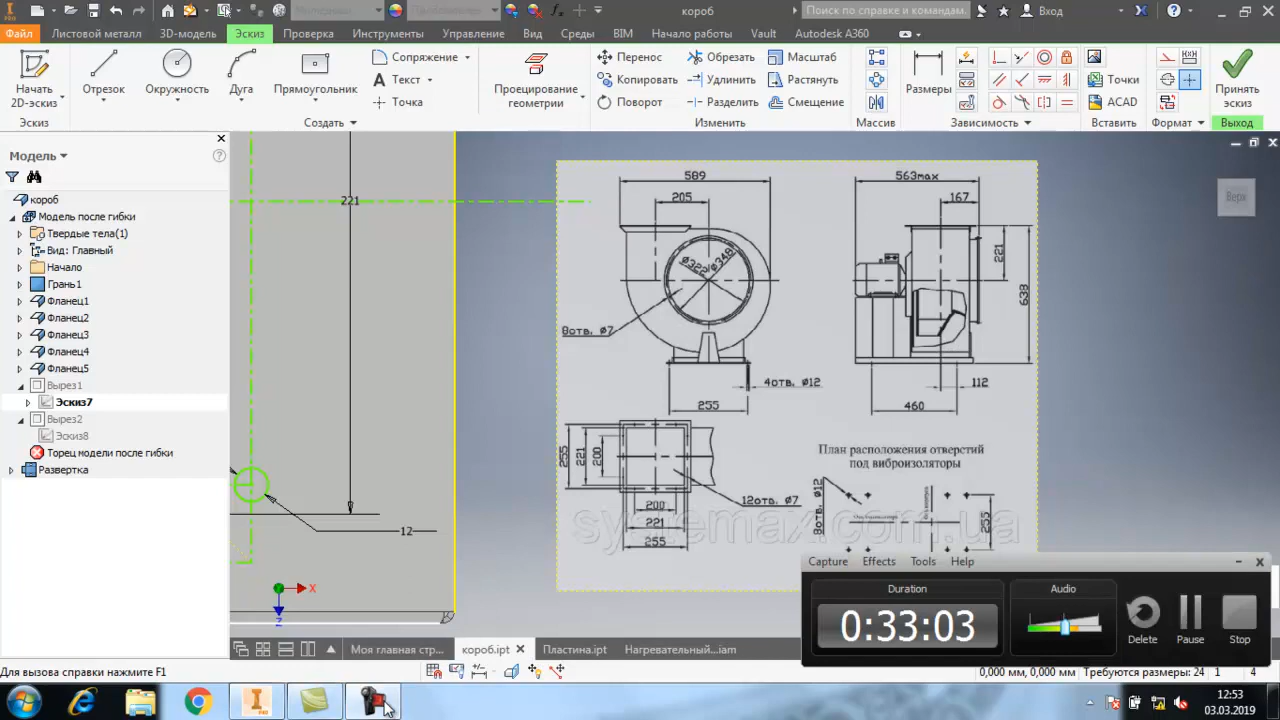 короб
Поиск по справке и командам.
Вход
Файл
Листовой металл
3D-модель
Эскиз
Проверка
Инструменты
Управление
Вид
Среды
BIM
Начало работы
Vault
Autodesk A360
Начать
2D-эскиз
Отрезок
Окружность
Дуга
Прямоугольник
Сопряжение
Текст
Точка
Проецирование
геометрии
Перенос
Копировать
Поворот
Обрезать
Удлинить
Разделить
Масштаб
Растянуть
Смещение
Размеры
Точки
ACAD
Принять
эскиз
Эскиз
Создать
Изменить
Массив
Зависимость
Вставить
Формат
Выход
Модель
короб
Модель после гибки
Твердые тела(1)
Вид: Главный
Начало
Грань1
Фланец1
Фланец2
Фланец3
Фланец4
Фланец5
Вырез1
Эскиз7
Вырез2
Эскиз8
Торец модели после гибки
Развертка
221
12
X
Z
Верх
589
205
ø322
ø348
8отв. ø7
4отв. ø12
255
563max
167
221
638
112
460
255
221
200
12отв. ø7
200
221
255
План расположения отверстий
под виброизоляторы
8отв. ø12
255
systemax.com.ua
Capture
Effects
Tools
Help
Duration
0:33:03
Audio
Delete
Pause
Stop
Моя главная стр...
короб.ipt
Пластина.ipt
Нагревательный...iam
Для вызова справки нажмите F1
0,000 мм, 0,000 мм
Требуются размеры: 24
1
4
12:53
03.03.2019